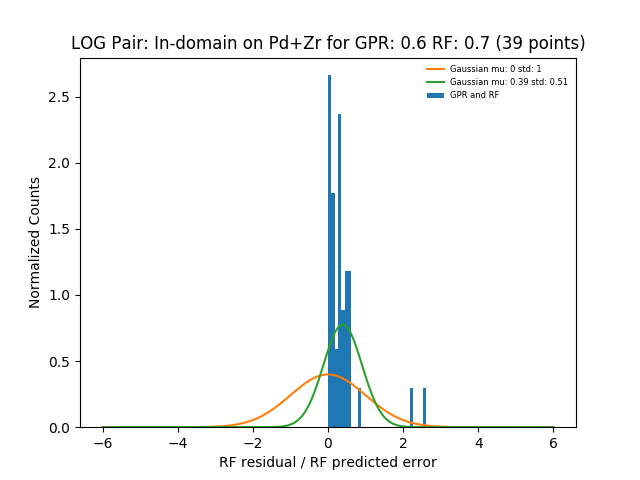 LOG Pair: In-domain on Pd+Zr for GPR: 0.6 RF: 0.7 (39 points)
Gaussian mu: 0 std: 1
Gaussian mu: 0.39 std: 0.51
GPR and RF
Normalized Counts
2.5
2.0
1.5
1.0
0.5
0.0
−6
−4
−2
0
2
4
6
RF residual / RF predicted error